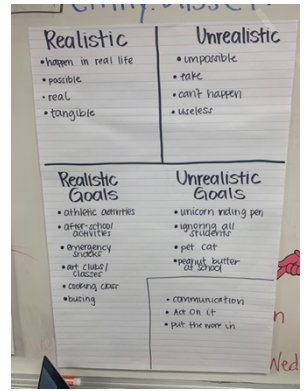 Realistic
• happen in real life
• possible
• real
• tangible
Unrealistic
• unpossible
• fake
• can't happen
• useless
Realistic
Goals
• athletic activities
• after-school
activities
• emergency
snacks
• art clubs/
classes
• cooking class
• busing
Unrealistic
Goals
• unicorn riding pen
• ignoring all
students
• pet cat
• peanut butter
at school
• communication
• Act On it
• put the work in